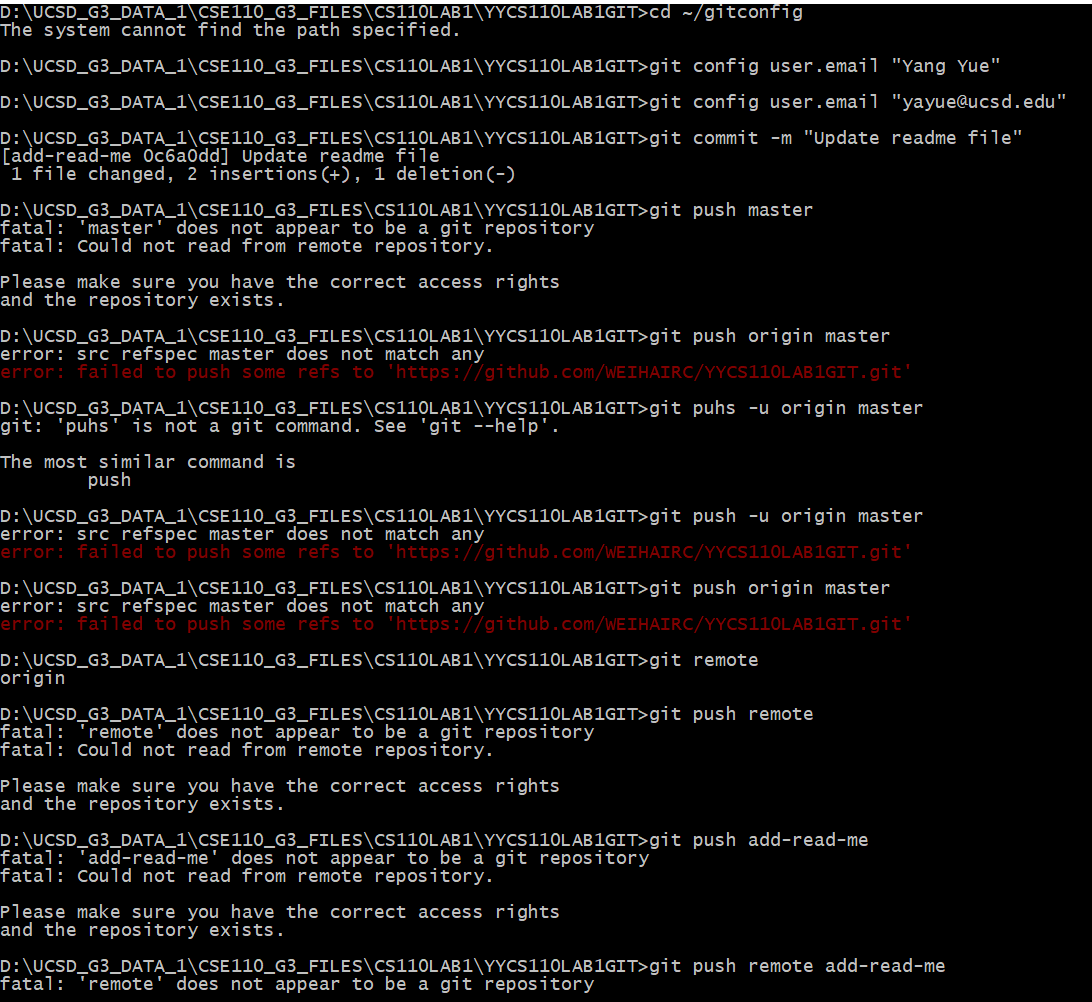 D:\UCSD_G3_DATA_1\CSE110_G3_FILES\CS110LAB1\YYCS110LAB1GIT>cd ~/gitconfig
The system cannot find the path specified.
D:\UCSD_G3_DATA_1\CSE110_G3_FILES\CS110LAB1\YYCS110LAB1GIT>git config user.email "Yang Yue"
D:\UCSD_G3_DATA_1\CSE110_G3_FILES\CS110LAB1\YYCS110LAB1GIT>git config user.email "yayue@ucsd.edu"
D:\UCSD_G3_DATA_1\CSE110_G3_FILES\CS110LAB1\YYCS110LAB1GIT>git commit -m "Update readme file"
[add-read-me 0c6a0dd] Update readme file
 1 file changed, 2 insertions(+), 1 deletion(-)
D:\UCSD_G3_DATA_1\CSE110_G3_FILES\CS110LAB1\YYCS110LAB1GIT>git push master
fatal: 'master' does not appear to be a git repository
fatal: Could not read from remote repository.
Please make sure you have the correct access rights
and the repository exists.
D:\UCSD_G3_DATA_1\CSE110_G3_FILES\CS110LAB1\YYCS110LAB1GIT>git push origin master
error: src refspec master does not match any
error: failed to push some refs to 'https://github.com/WEIHAIRC/YYCS110LAB1GIT.git'
D:\UCSD_G3_DATA_1\CSE110_G3_FILES\CS110LAB1\YYCS110LAB1GIT>git puhs -u origin master
git: 'puhs' is not a git command. See 'git --help'.
The most similar command is
        push
D:\UCSD_G3_DATA_1\CSE110_G3_FILES\CS110LAB1\YYCS110LAB1GIT>git push -u origin master
error: src refspec master does not match any
error: failed to push some refs to 'https://github.com/WEIHAIRC/YYCS110LAB1GIT.git'
D:\UCSD_G3_DATA_1\CSE110_G3_FILES\CS110LAB1\YYCS110LAB1GIT>git push origin master
error: src refspec master does not match any
error: failed to push some refs to 'https://github.com/WEIHAIRC/YYCS110LAB1GIT.git'
D:\UCSD_G3_DATA_1\CSE110_G3_FILES\CS110LAB1\YYCS110LAB1GIT>git remote
origin
D:\UCSD_G3_DATA_1\CSE110_G3_FILES\CS110LAB1\YYCS110LAB1GIT>git push remote
fatal: 'remote' does not appear to be a git repository
fatal: Could not read from remote repository.
Please make sure you have the correct access rights
and the repository exists.
D:\UCSD_G3_DATA_1\CSE110_G3_FILES\CS110LAB1\YYCS110LAB1GIT>git push add-read-me
fatal: 'add-read-me' does not appear to be a git repository
fatal: Could not read from remote repository.
Please make sure you have the correct access rights
and the repository exists.
D:\UCSD_G3_DATA_1\CSE110_G3_FILES\CS110LAB1\YYCS110LAB1GIT>git push remote add-read-me
fatal: 'remote' does not appear to be a git repository